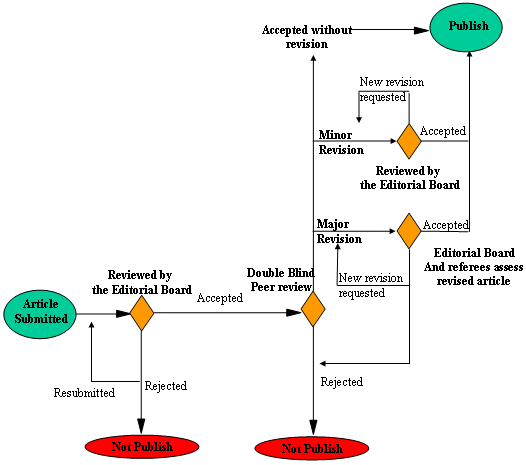 Publish
Accepted without
revision
New revision
requested
Minor
Revision
Accepted
Reviewed by
the Editorial Board
Major
Revision
Accepted
Editorial Board
And referees assess
revised article
New revision
requested
Double Blind
Peer review
Reviewed by
the Editorial Board
Accepted
Article
Submitted
Resubmitted
Rejected
Rejected
Not Publish
Not Publish